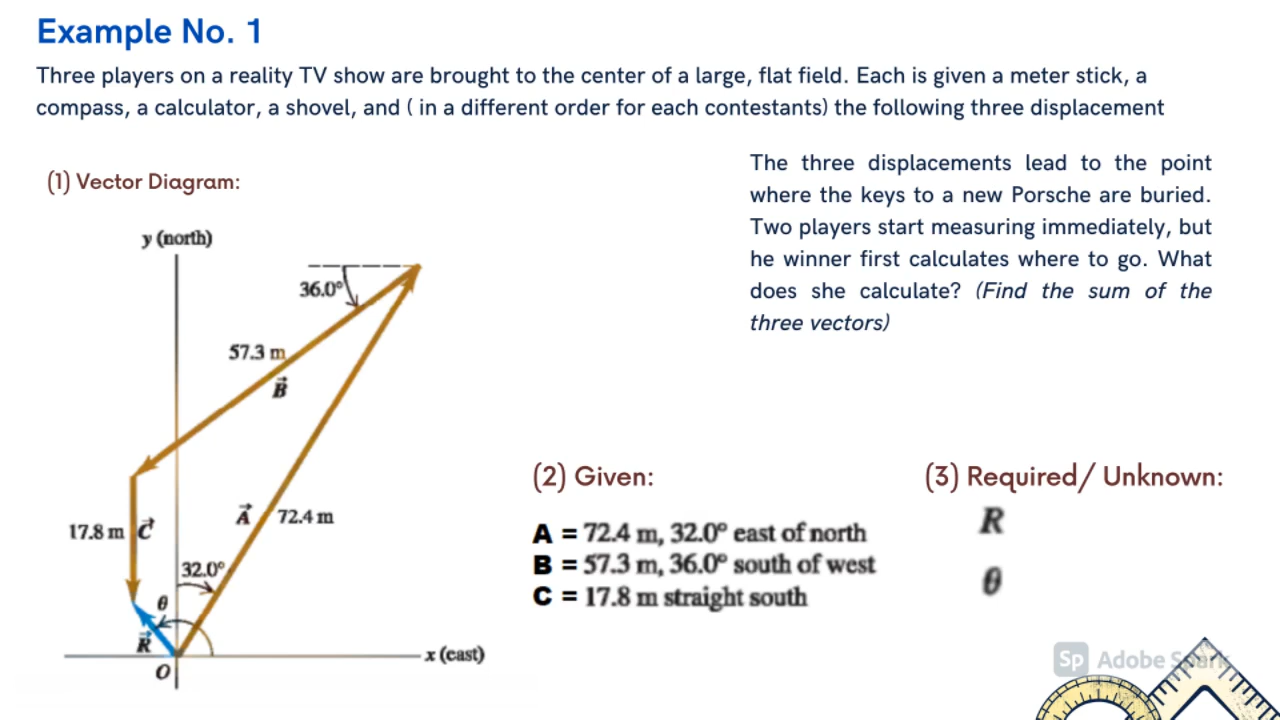 Example No. 1
Three players on a reality TV show are brought to the center of a large, flat field. Each is given a meter stick, a
compass, a calculator, a shovel, and ( in a different order for each contestants) the following three displacement
(1) Vector Diagram:
The three displacements lead to the point
where the keys to a new Porsche are buried.
Two players start measuring immediately, but
he winner first calculates where to go. What
does she calculate? (Find the sum of the
three vectors)
y (north)
36.0°
57.3 m
B
A
72.4 m
17.8 m
C
32.0°
θ
R
x (east)
O
(2) Given:
A = 72.4 m, 32.0° east of north
B = 57.3 m, 36.0° south of west
C = 17.8 m straight south
(3) Required/ Unknown:
R
θ
Sp Adobe Spark